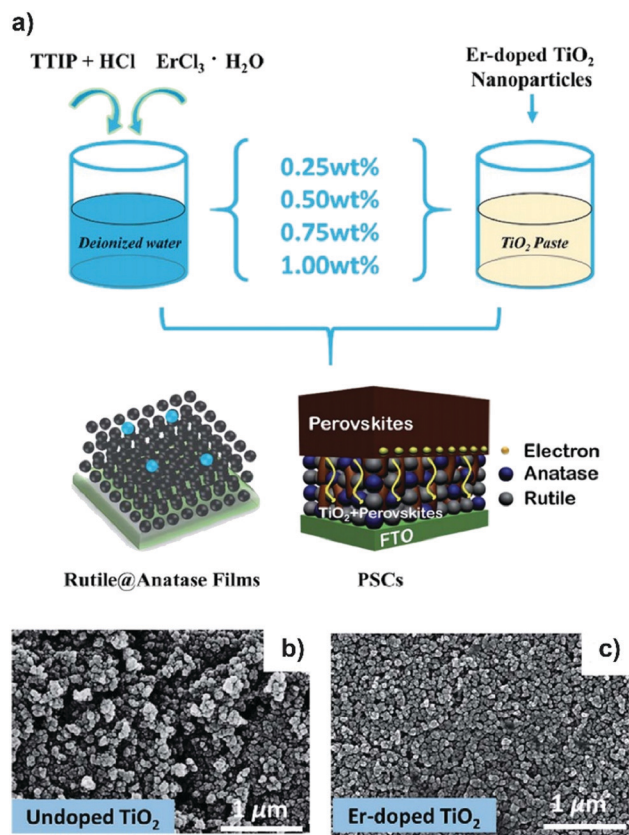 a)
TTIP + HCl ErCl₃ · H₂O
Er-doped TiO₂
Nanoparticles
0.25wt%
0.50wt%
0.75wt%
1.00wt%
Deionized water
TiO₂ Paste
Perovskites
Electron
Anatase
Rutile
TiO₂+Perovskites
FTO
Rutile@Anatase Films
PSCs
b)
Undoped TiO₂
1 µm
c)
Er-doped TiO₂
1 µm